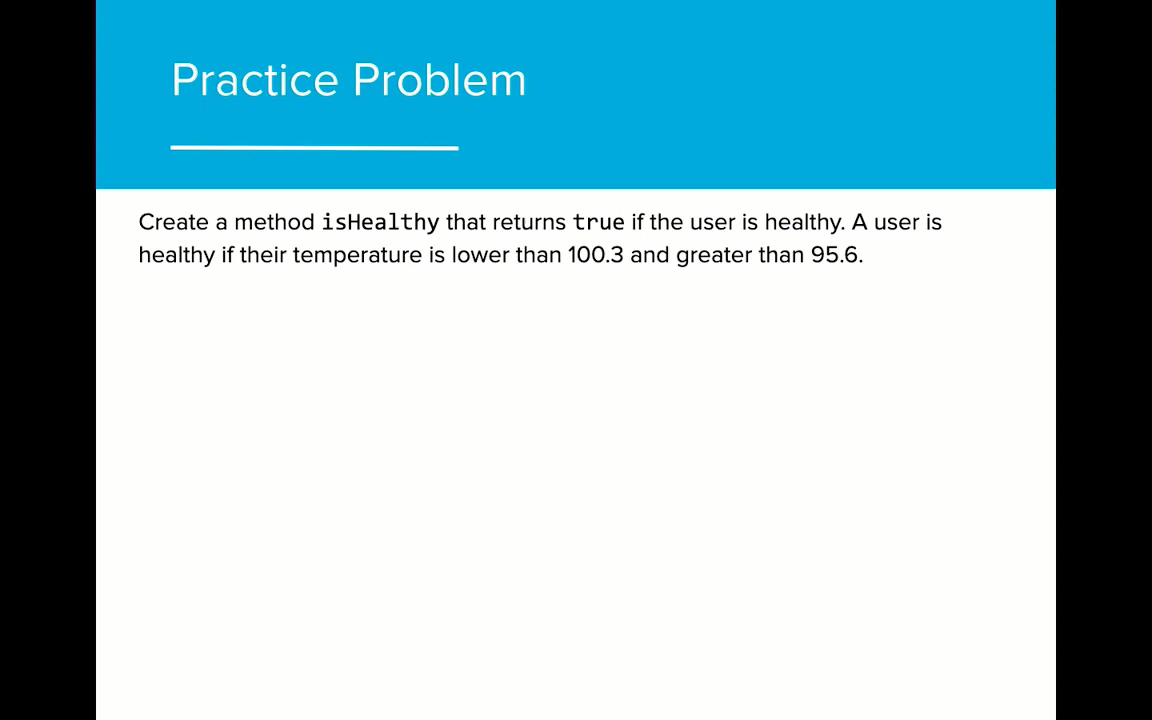 Practice Problem
Create a method isHealthy that returns true if the user is healthy. A user is
healthy if their temperature is lower than 100.3 and greater than 95.6.